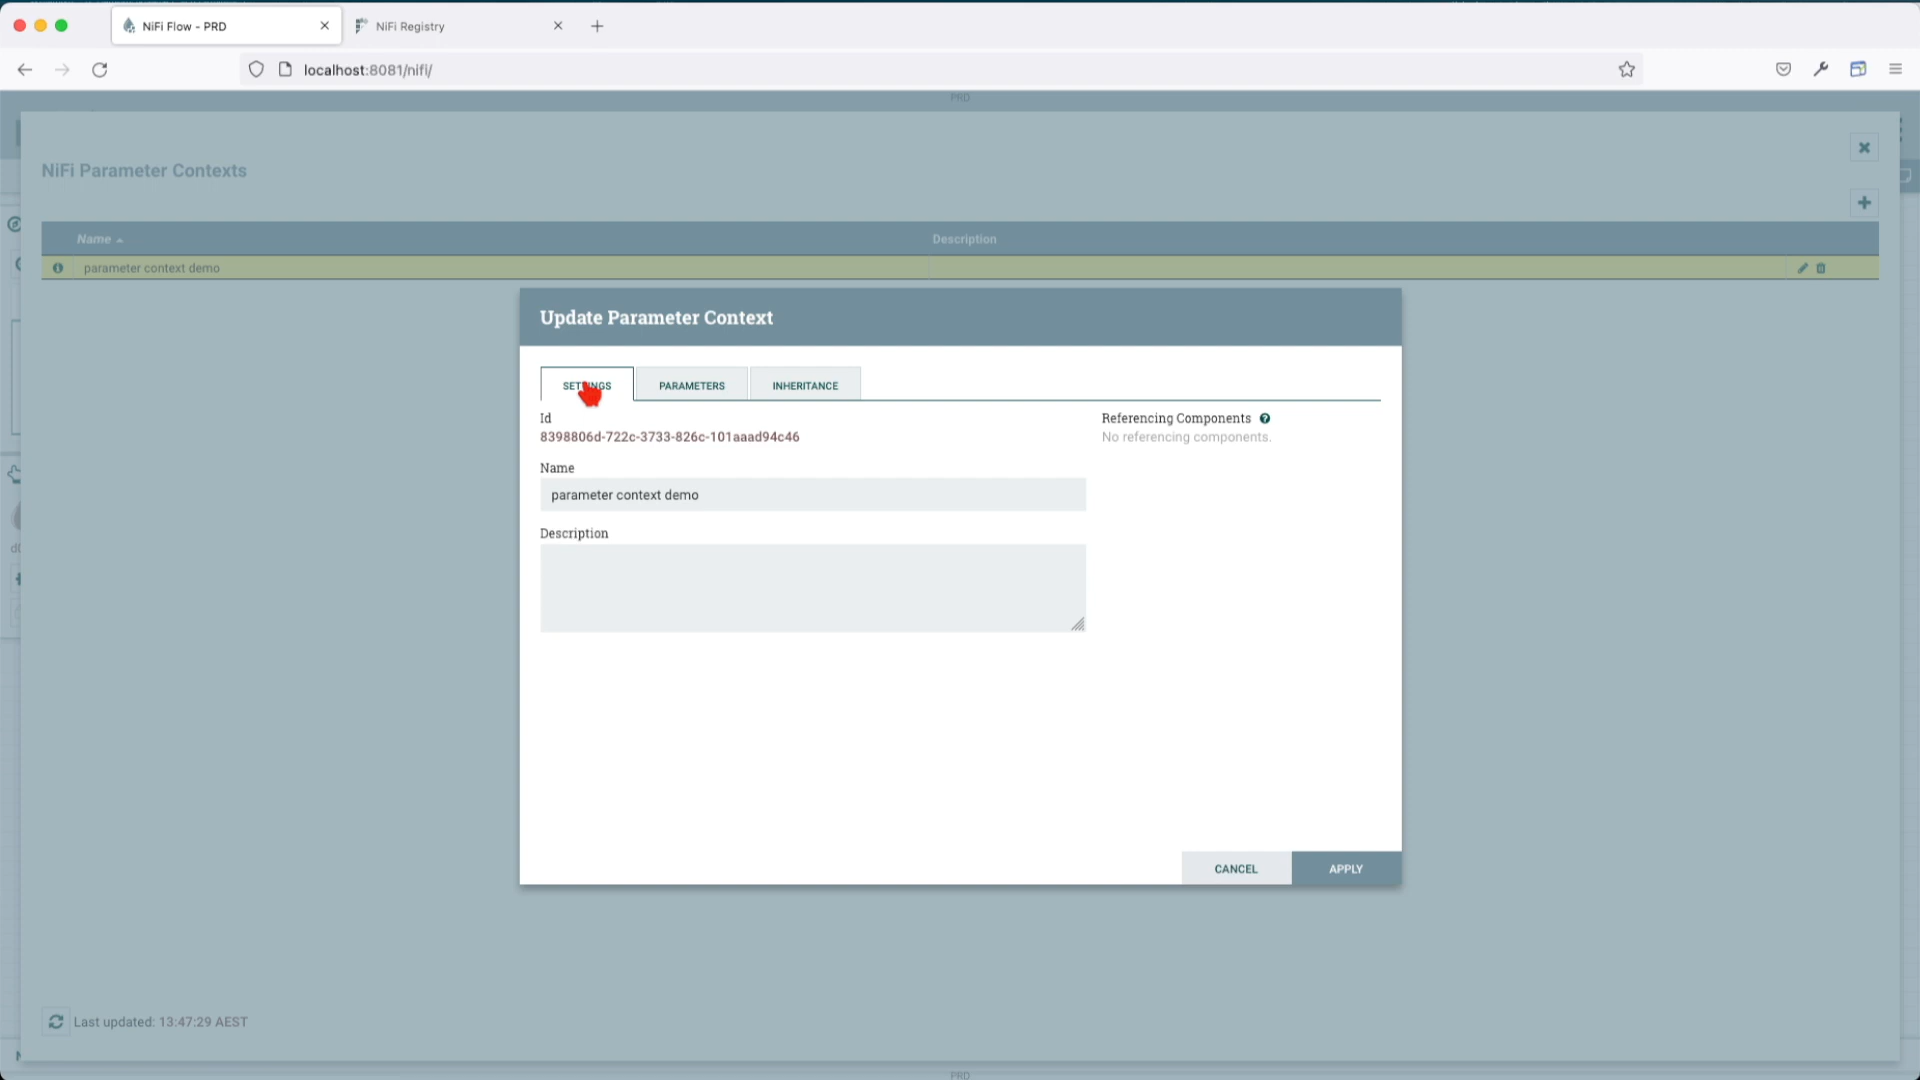 NiFi Flow - PRD
NiFi Registry
localhost:8081/nifi/
PRD
NiFi Parameter Contexts
Name
Description
parameter context demo
Update Parameter Context
SETTINGS
PARAMETERS
INHERITANCE
Id
8398806d-722c-3733-826c-101aaad94c46
Referencing Components
No referencing components.
Name
parameter context demo
Description
CANCEL
APPLY
Last updated: 13:47:29 AEST
PRD